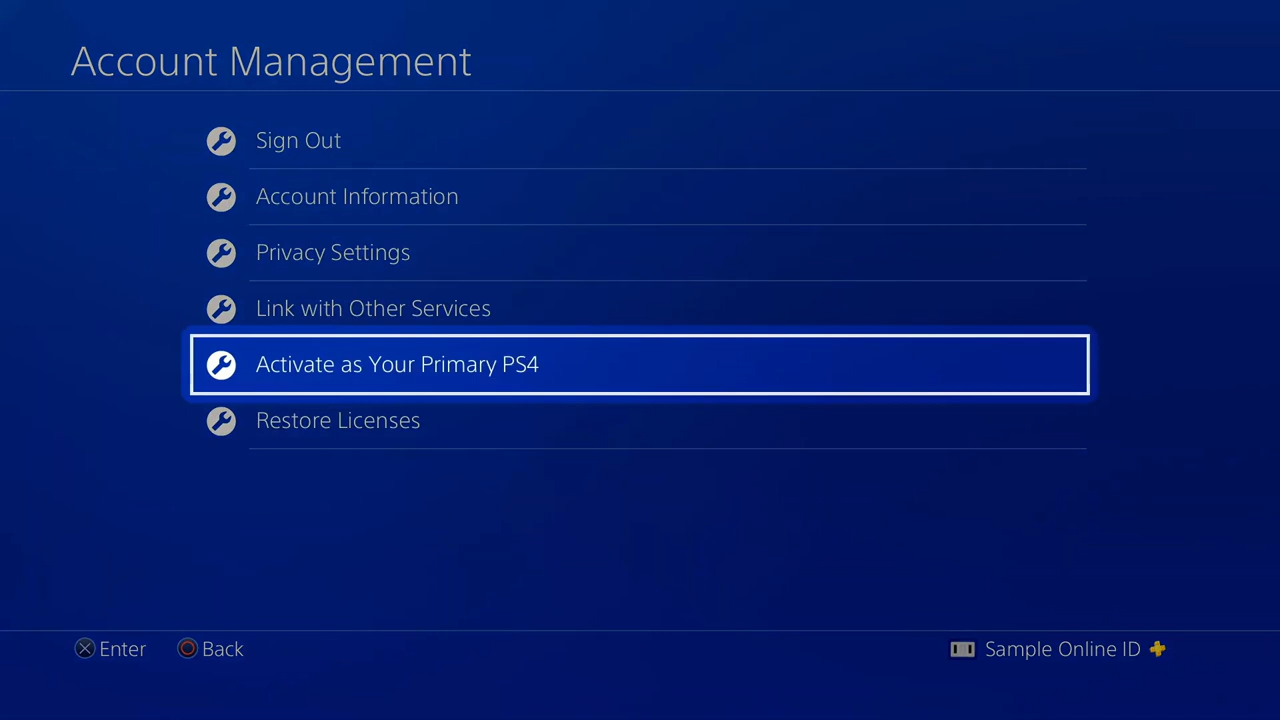 Account Management
Sign Out
Account Information
Privacy Settings
Link with Other Services
Activate as Your Primary PS4
Restore Licenses
Enter Back Sample Online ID